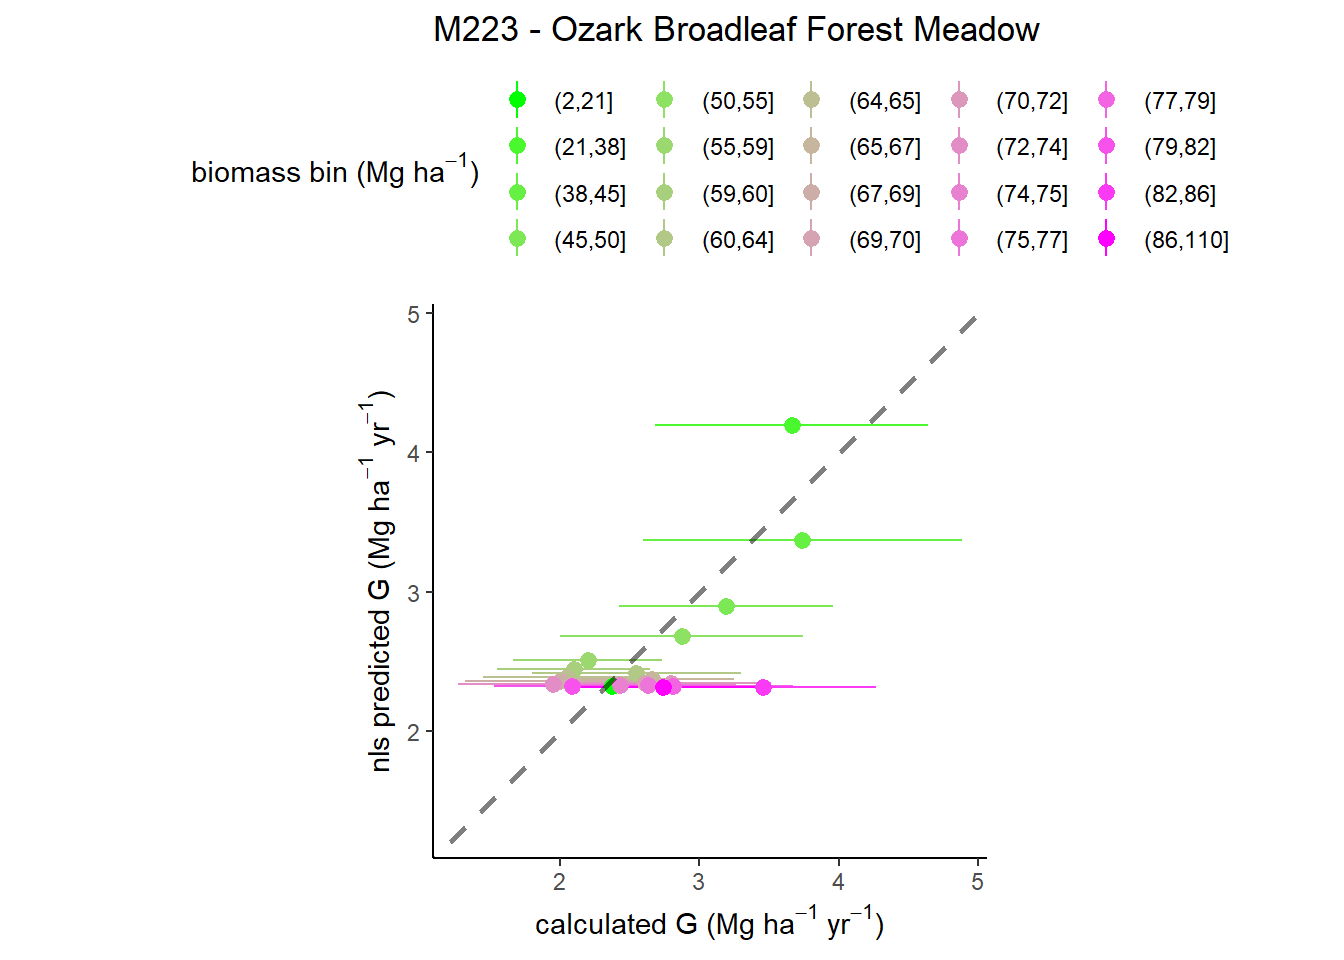 M223 - Ozark Broadleaf Forest Meadow
biomass bin (Mg ha⁻¹)
(2,21] (50,55] (64,65] (70,72] (77,79]
(21,38] (55,59] (65,67] (72,74] (79,82]
(38,45] (59,60] (67,69] (74,75] (82,86]
(45,50] (60,64] (69,70] (75,77] (86,110]
nls predicted G (Mg ha⁻¹ yr⁻¹)
5
4
3
2
2 3 4 5
calculated G (Mg ha⁻¹ yr⁻¹)